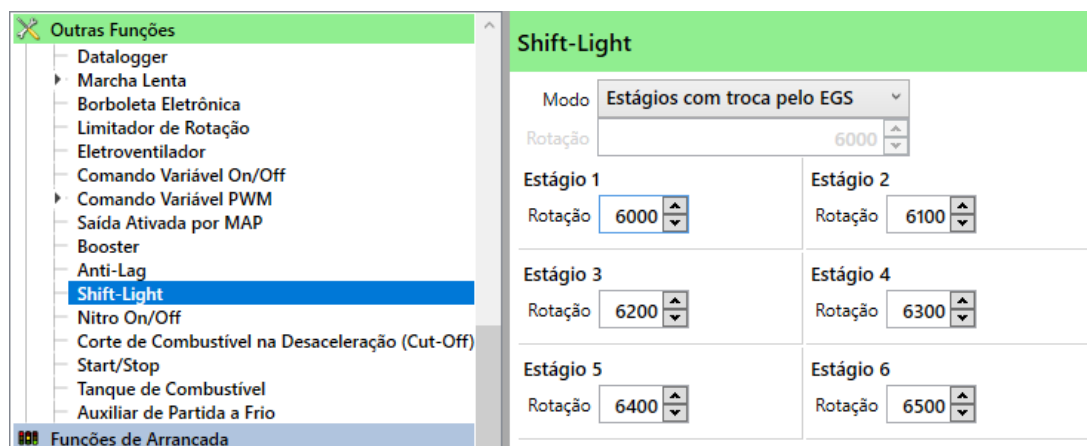 Outras Funções
Datalogger
Marcha Lenta
Borboleta Eletrônica
Limitador de Rotação
Eletroventilador
Comando Variável On/Off
Comando Variável PWM
Saída Ativada por MAP
Booster
Anti-Lag
Shift-Light
Nitro On/Off
Corte de Combustível na Desaceleração (Cut-Off)
Start/Stop
Tanque de Combustível
Auxiliar de Partida a Frio
Funções de Arrancada
Shift-Light
Modo Estágios com troca pelo EGS
Rotação 6000
Estágio 1 Estágio 2
Rotação 6000 Rotação 6100
Estágio 3 Estágio 4
Rotação 6200 Rotação 6300
Estágio 5 Estágio 6
Rotação 6400 Rotação 6500